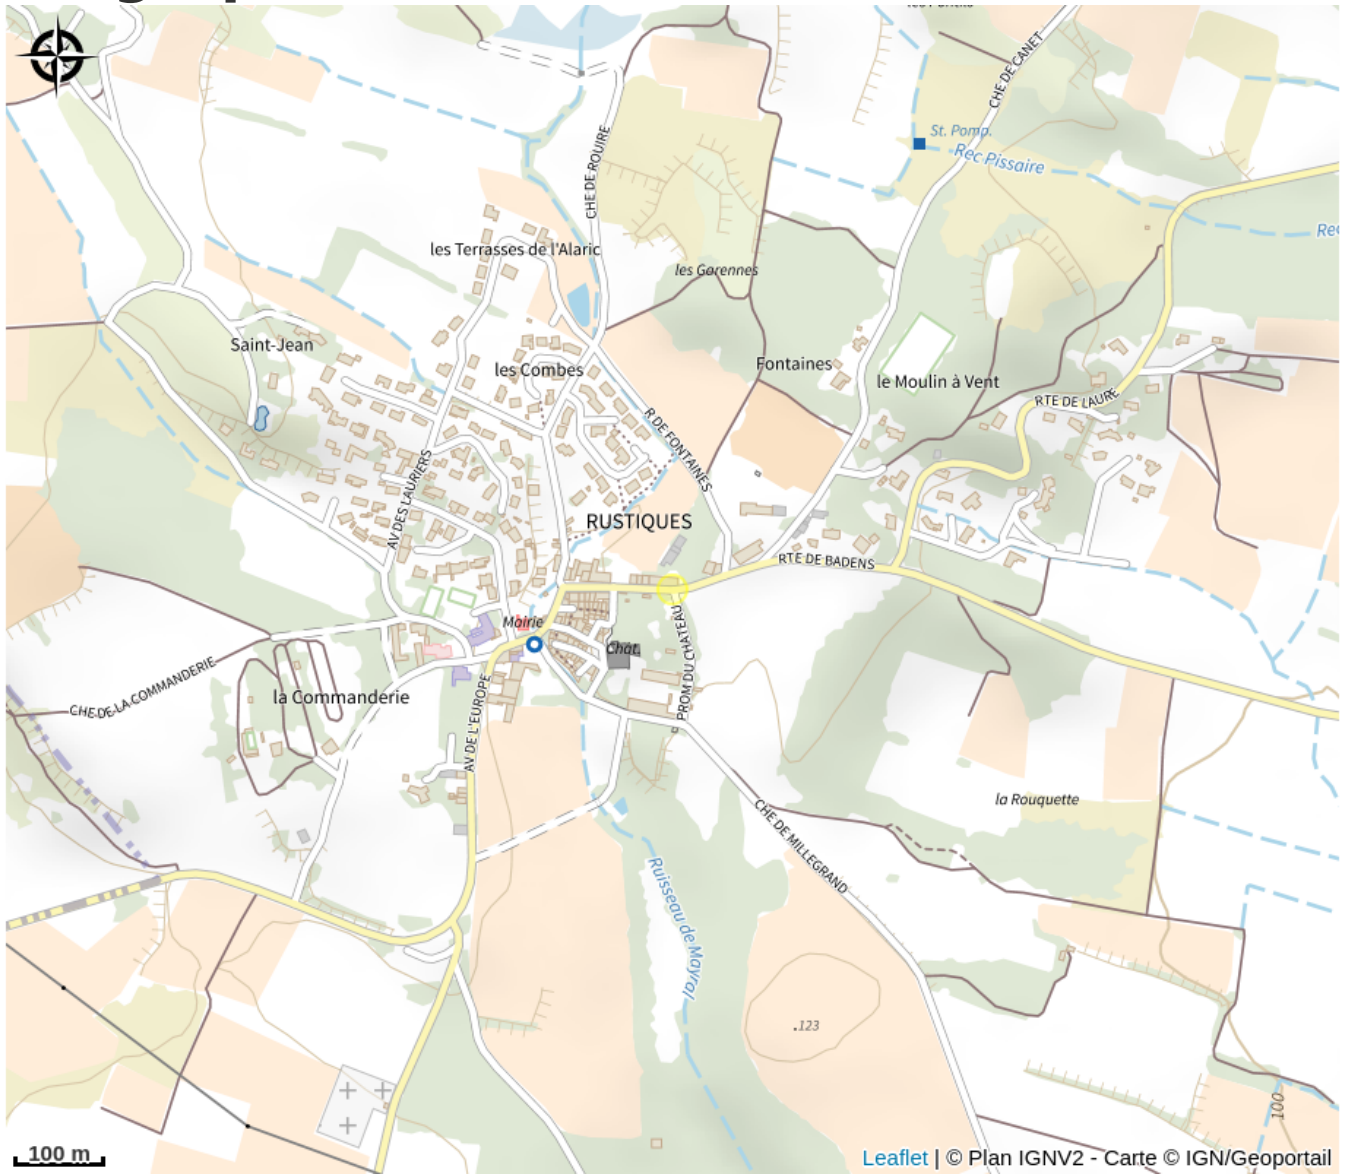 CHE DE CANET
St. Pomp.
Rec Pissaire
Rec
CHE DE ROUIRE
les Terrasses de l'Alaric
les Garennes
Saint-Jean
les Combes
Fontaines
le Moulin à Vent
RTE DE LAURE
R DE FONTAINES
AV DES LAURIERS
RUSTIQUES
RTE DE BADENS
Mairie
Chat.
PROM DU CHATEAU
CHE DE LA COMMANDERIE
la Commanderie
AV DE L'EUROPE
la Rouquette
CHE DE MILLEGRAND
Ruisseau de Mayral
123
100
100 m
Leaflet | © Plan IGNV2 - Carte © IGN/Geoportail